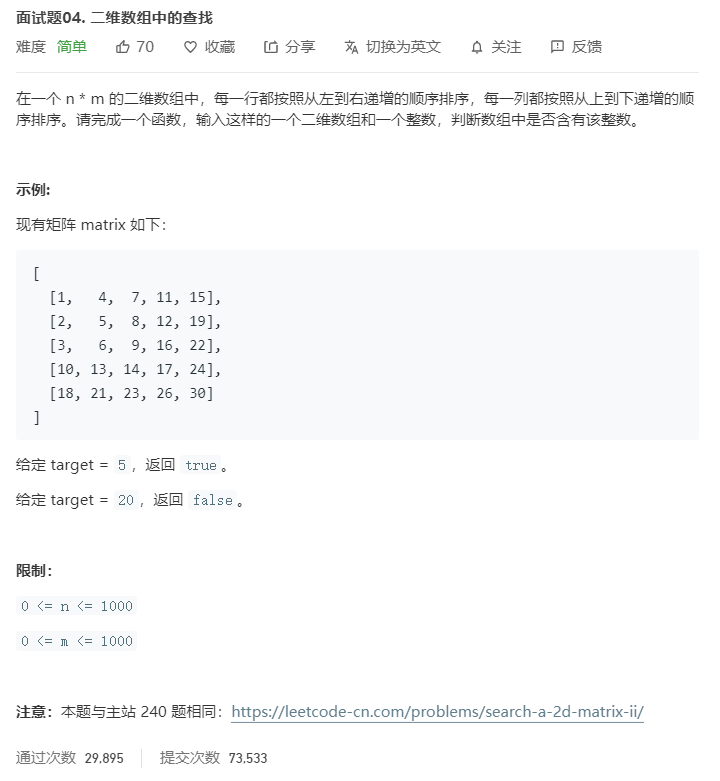 面试题04. 二维数组中的查找
难度 简单 70 收藏 分享 切换为英文 关注 反馈
在一个 n * m 的二维数组中，每一行都按照从左到右递增的顺序排序，每一列都按照从上到下递增的顺
序排序。请完成一个函数，输入这样的一个二维数组和一个整数，判断数组中是否含有该整数。
示例:
现有矩阵 matrix 如下：
[
[1,   4,  7, 11, 15],
[2,   5,  8, 12, 19],
[3,   6,  9, 16, 22],
[10, 13, 14, 17, 24],
[18, 21, 23, 26, 30]
]
给定 target = 5，返回 true。
给定 target = 20，返回 false。
限制：
0 <= n <= 1000
0 <= m <= 1000
注意：本题与主站 240 题相同：https://leetcode-cn.com/problems/search-a-2d-matrix-ii/
通过次数 29,895 提交次数 73,533